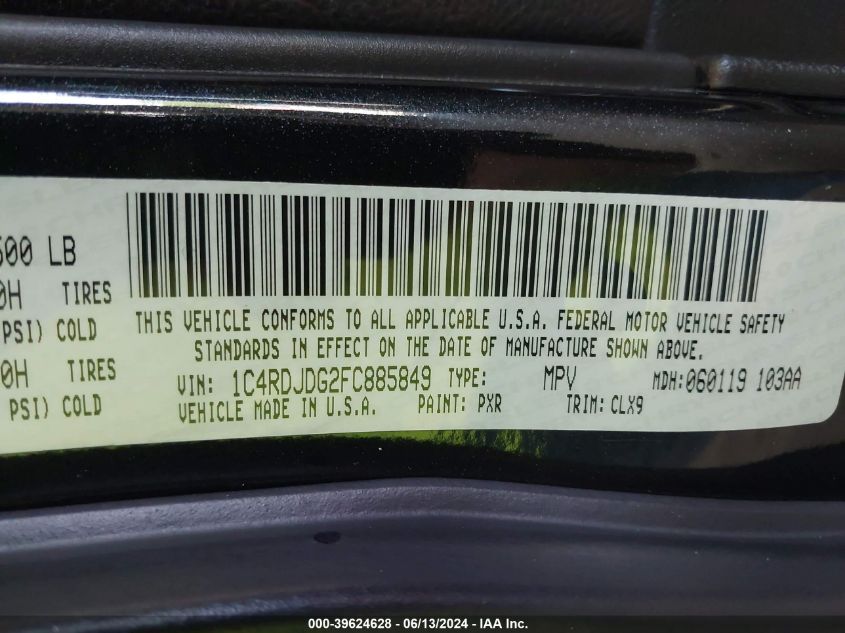 500 LB
0H TIRES
PSI) COLD
0H TIRES
PSI) COLD
THIS VEHICLE CONFORMS TO ALL APPLICABLE U.S.A. FEDERAL MOTOR VEHICLE SAFETY
STANDARDS IN EFFECT ON THE DATE OF MANUFACTURE SHOWN ABOVE.
VIN: 1C4RDJDG2FC885849 TYPE: MPV MDH:060119 103AA
VEHICLE MADE IN U.S.A. PAINT: PXR TRIM: CLX9
000-39624628 - 06/13/2024 - IAA Inc.